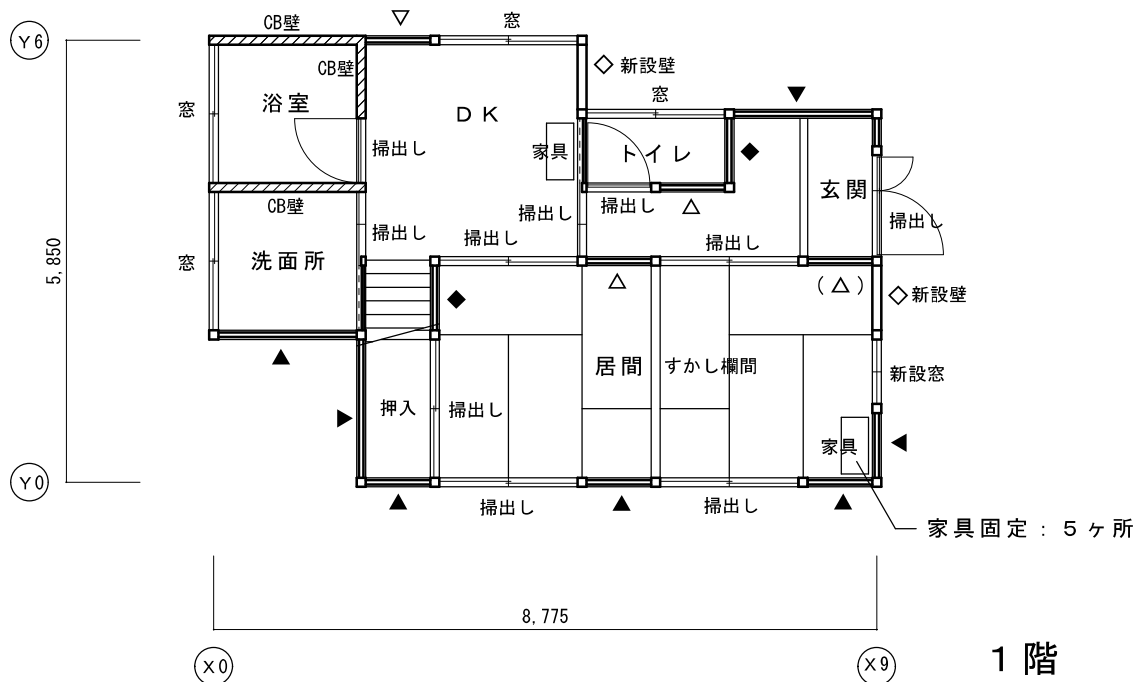 CB壁
窓
Y6
CB壁
新設壁
浴室
DK
窓
窓
掃出し
家具
トイレ
玄関
CB壁
掃出し
掃出し
掃出し
掃出し
掃出し
掃出し
5,850
窓
洗面所
(△)
新設壁
居間
すかし欄間
新設窓
押入
掃出し
家具
Y0
掃出し
掃出し
家具固定:5ヶ所
8,775
X0
X9
1階